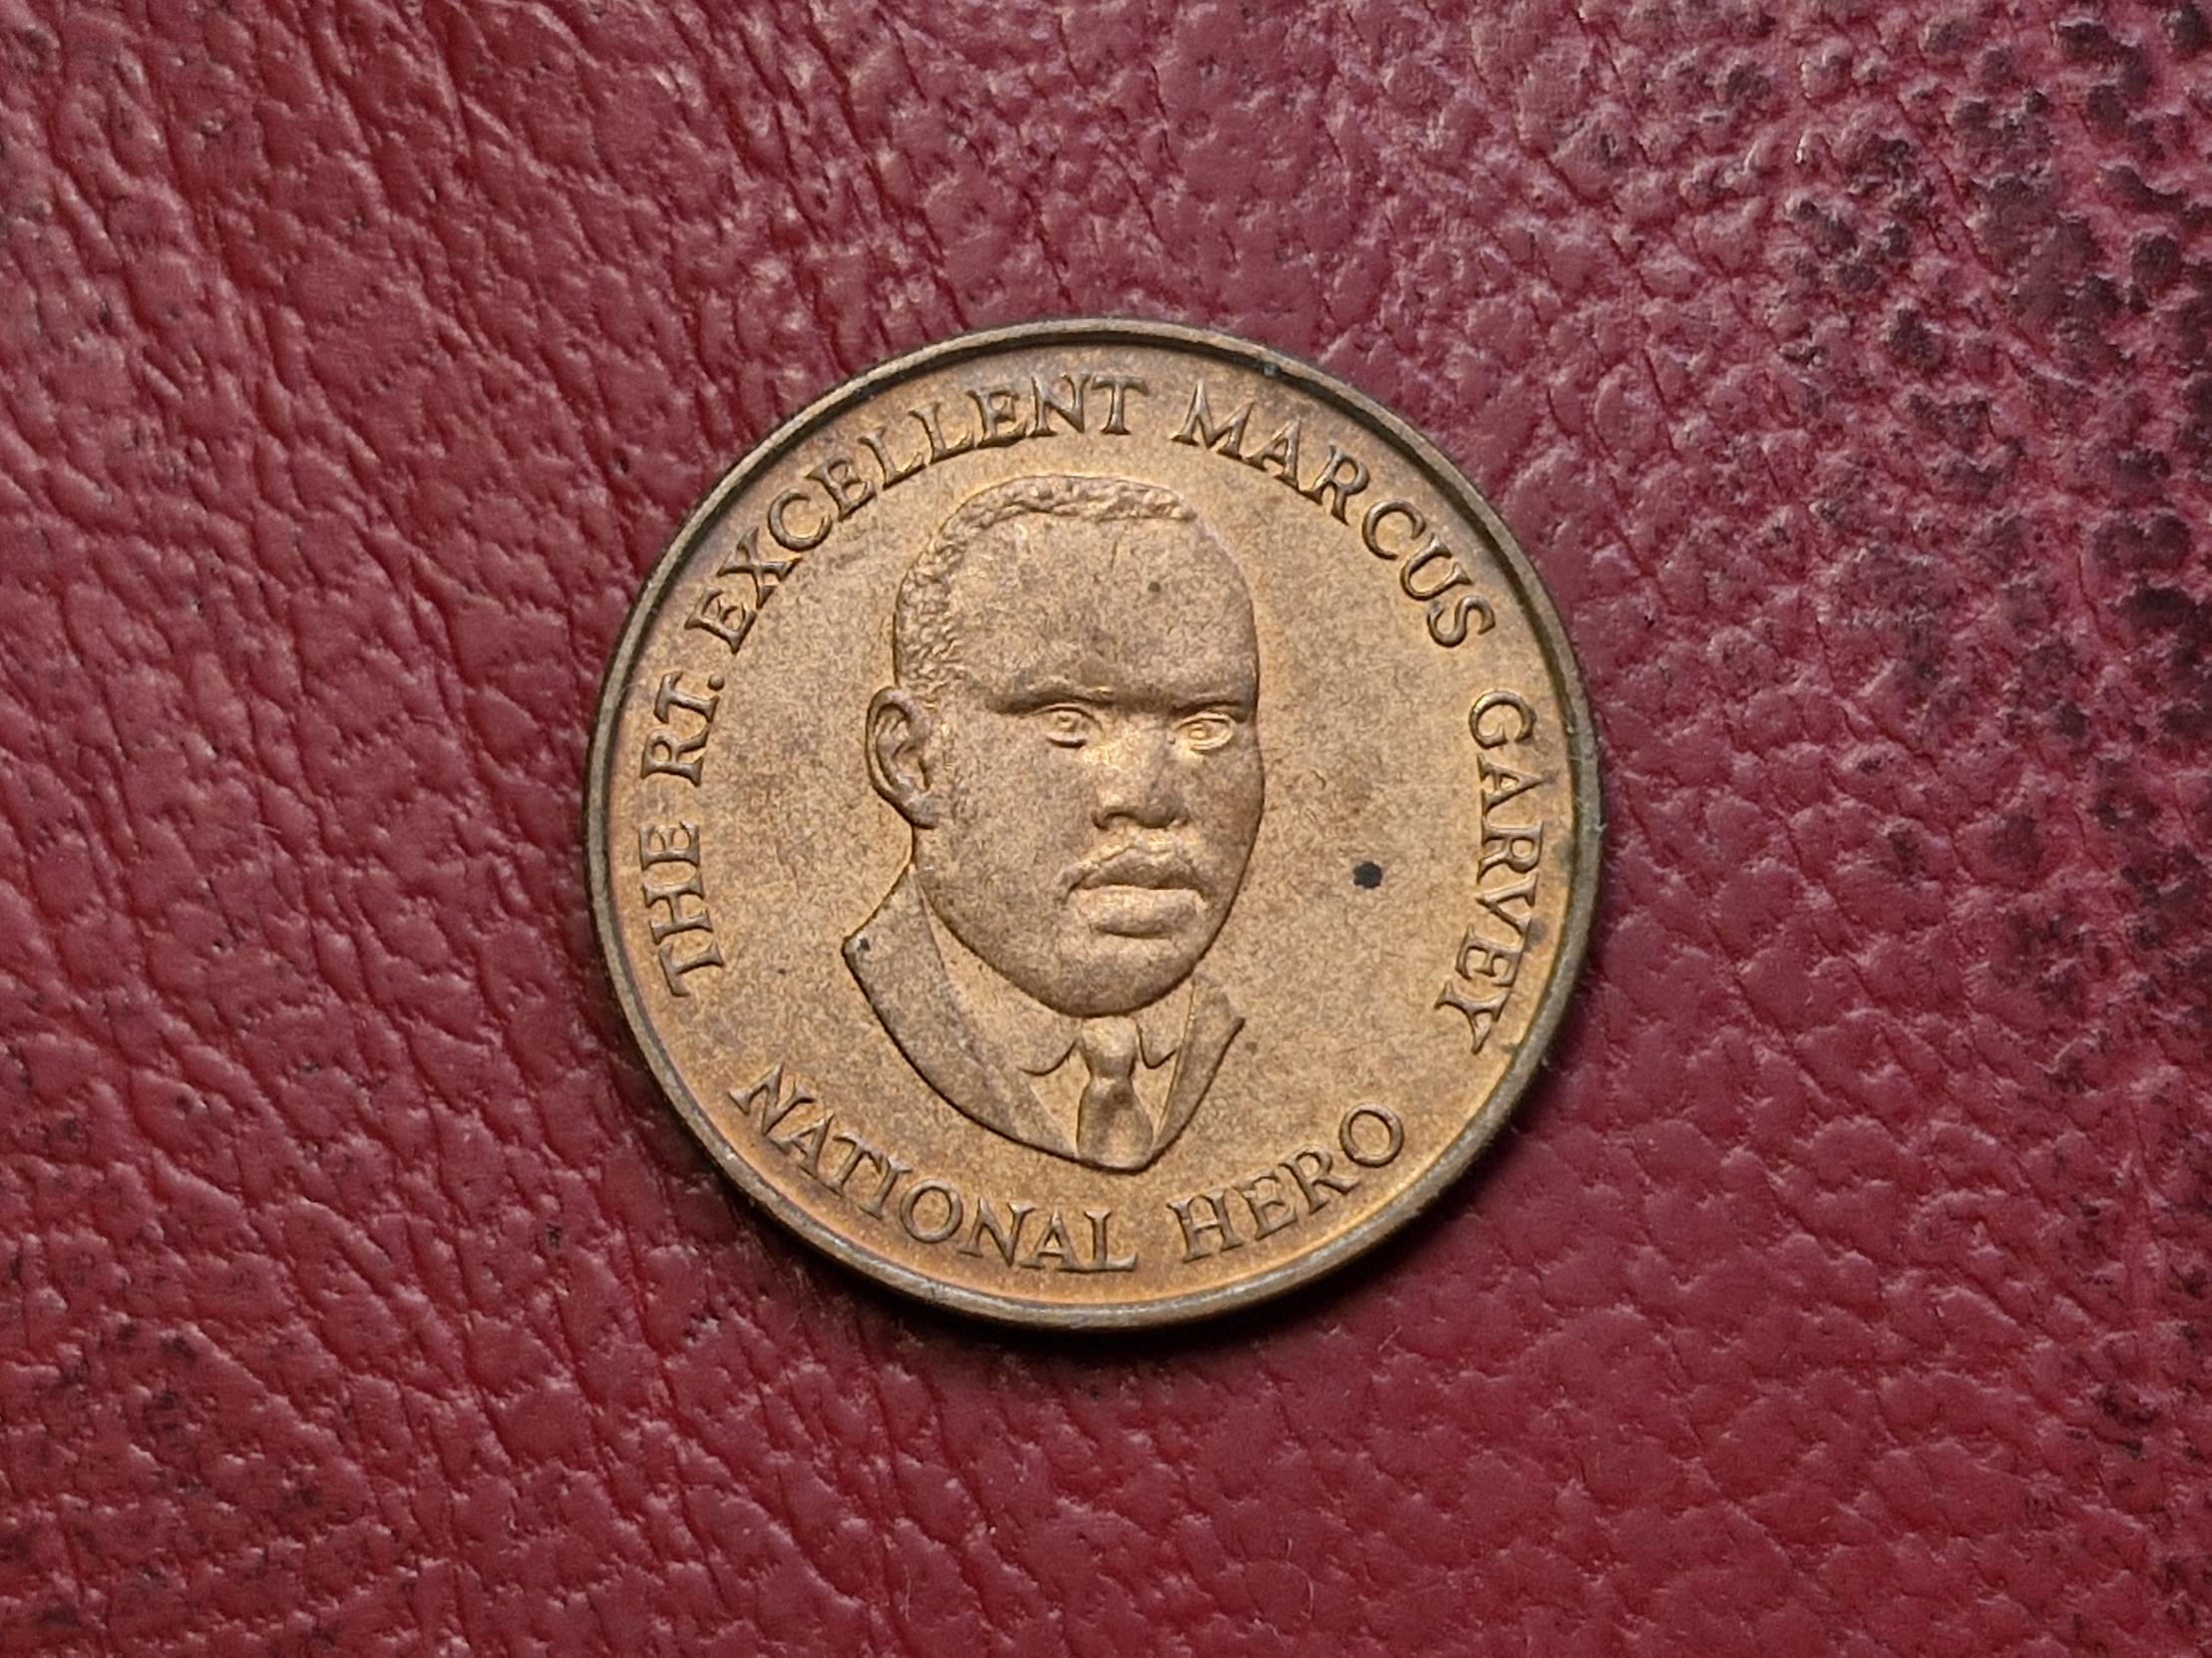 THE RT. EXCELLENT MARCUS GARVEY
NATIONAL HERO